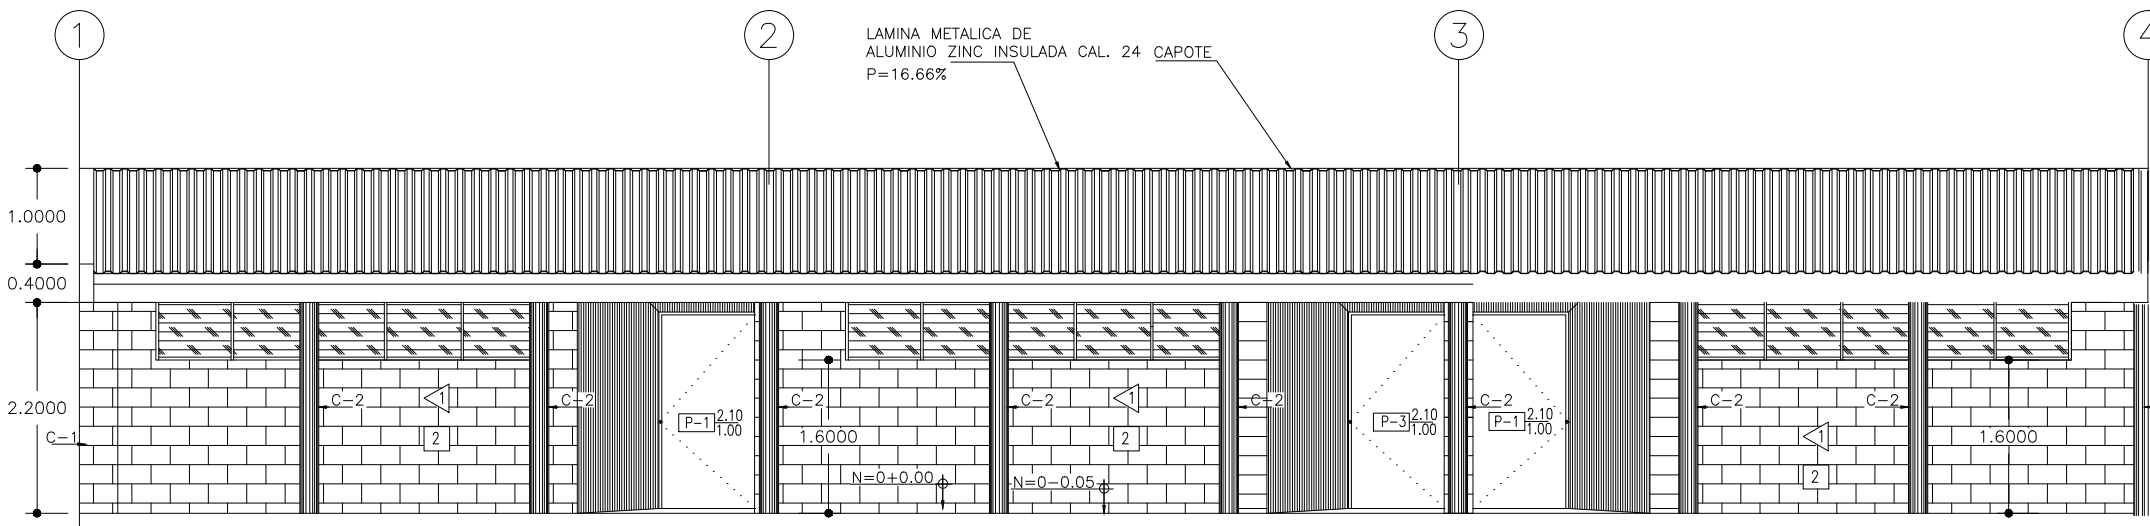 1
2
3
4
LAMINA METALICA DE
ALUMINIO ZINC INSULADA CAL. 24 CAPOTE
P=16.66%
1.0000
0.4000
2.2000
C-1
C-2
1
2
C-2
P-1 2.10
1.00
C-2
1.6000
N=0+0.00
C-2
N=0-0.05
1
2
C-2
P-3 2.10
1.00
C-2
P-1 2.10
1.00
C-2
C-2
1
2
1.6000